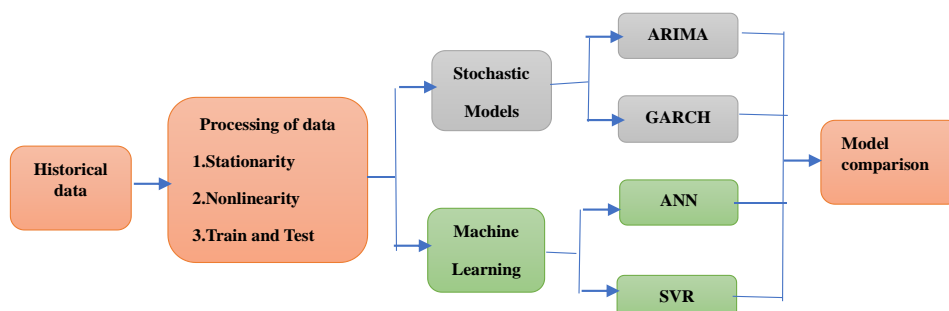 Historical
data
Processing of data
1.Stationarity
2.Nonlinearity
3.Train and Test
Stochastic
Models
Machine
Learning
ARIMA
GARCH
ANN
SVR
Model
comparison